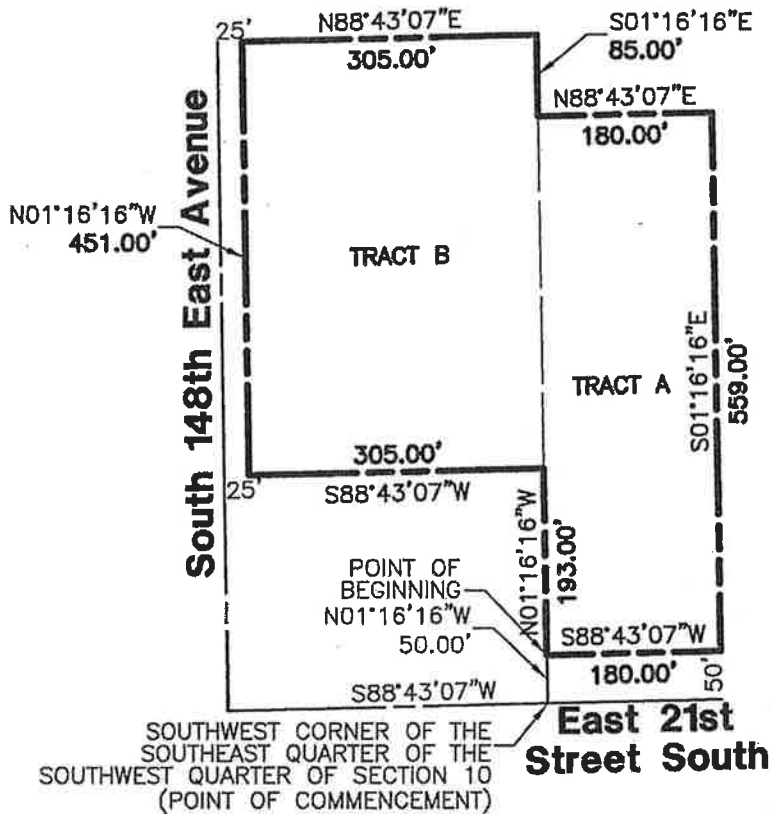 25'
N88°43'07"E
305.00'
S01°16'16"E
85.00'
N88°43'07"E
180.00'
N01°16'16"W
451.00'
South 148th East Avenue
TRACT B
TRACT A
S01°16'16"E
559.00'
305.00'
25'
S88°43'07"W
N01°16'16"W
193.00'
POINT OF
BEGINNING
N01°16'16"W
50.00'
S88°43'07"W
180.00'
50'
S88°43'07"W
SOUTHWEST CORNER OF THE
SOUTHEAST QUARTER OF THE
SOUTHWEST QUARTER OF SECTION 10
(POINT OF COMMENCEMENT)
East 21st
Street South